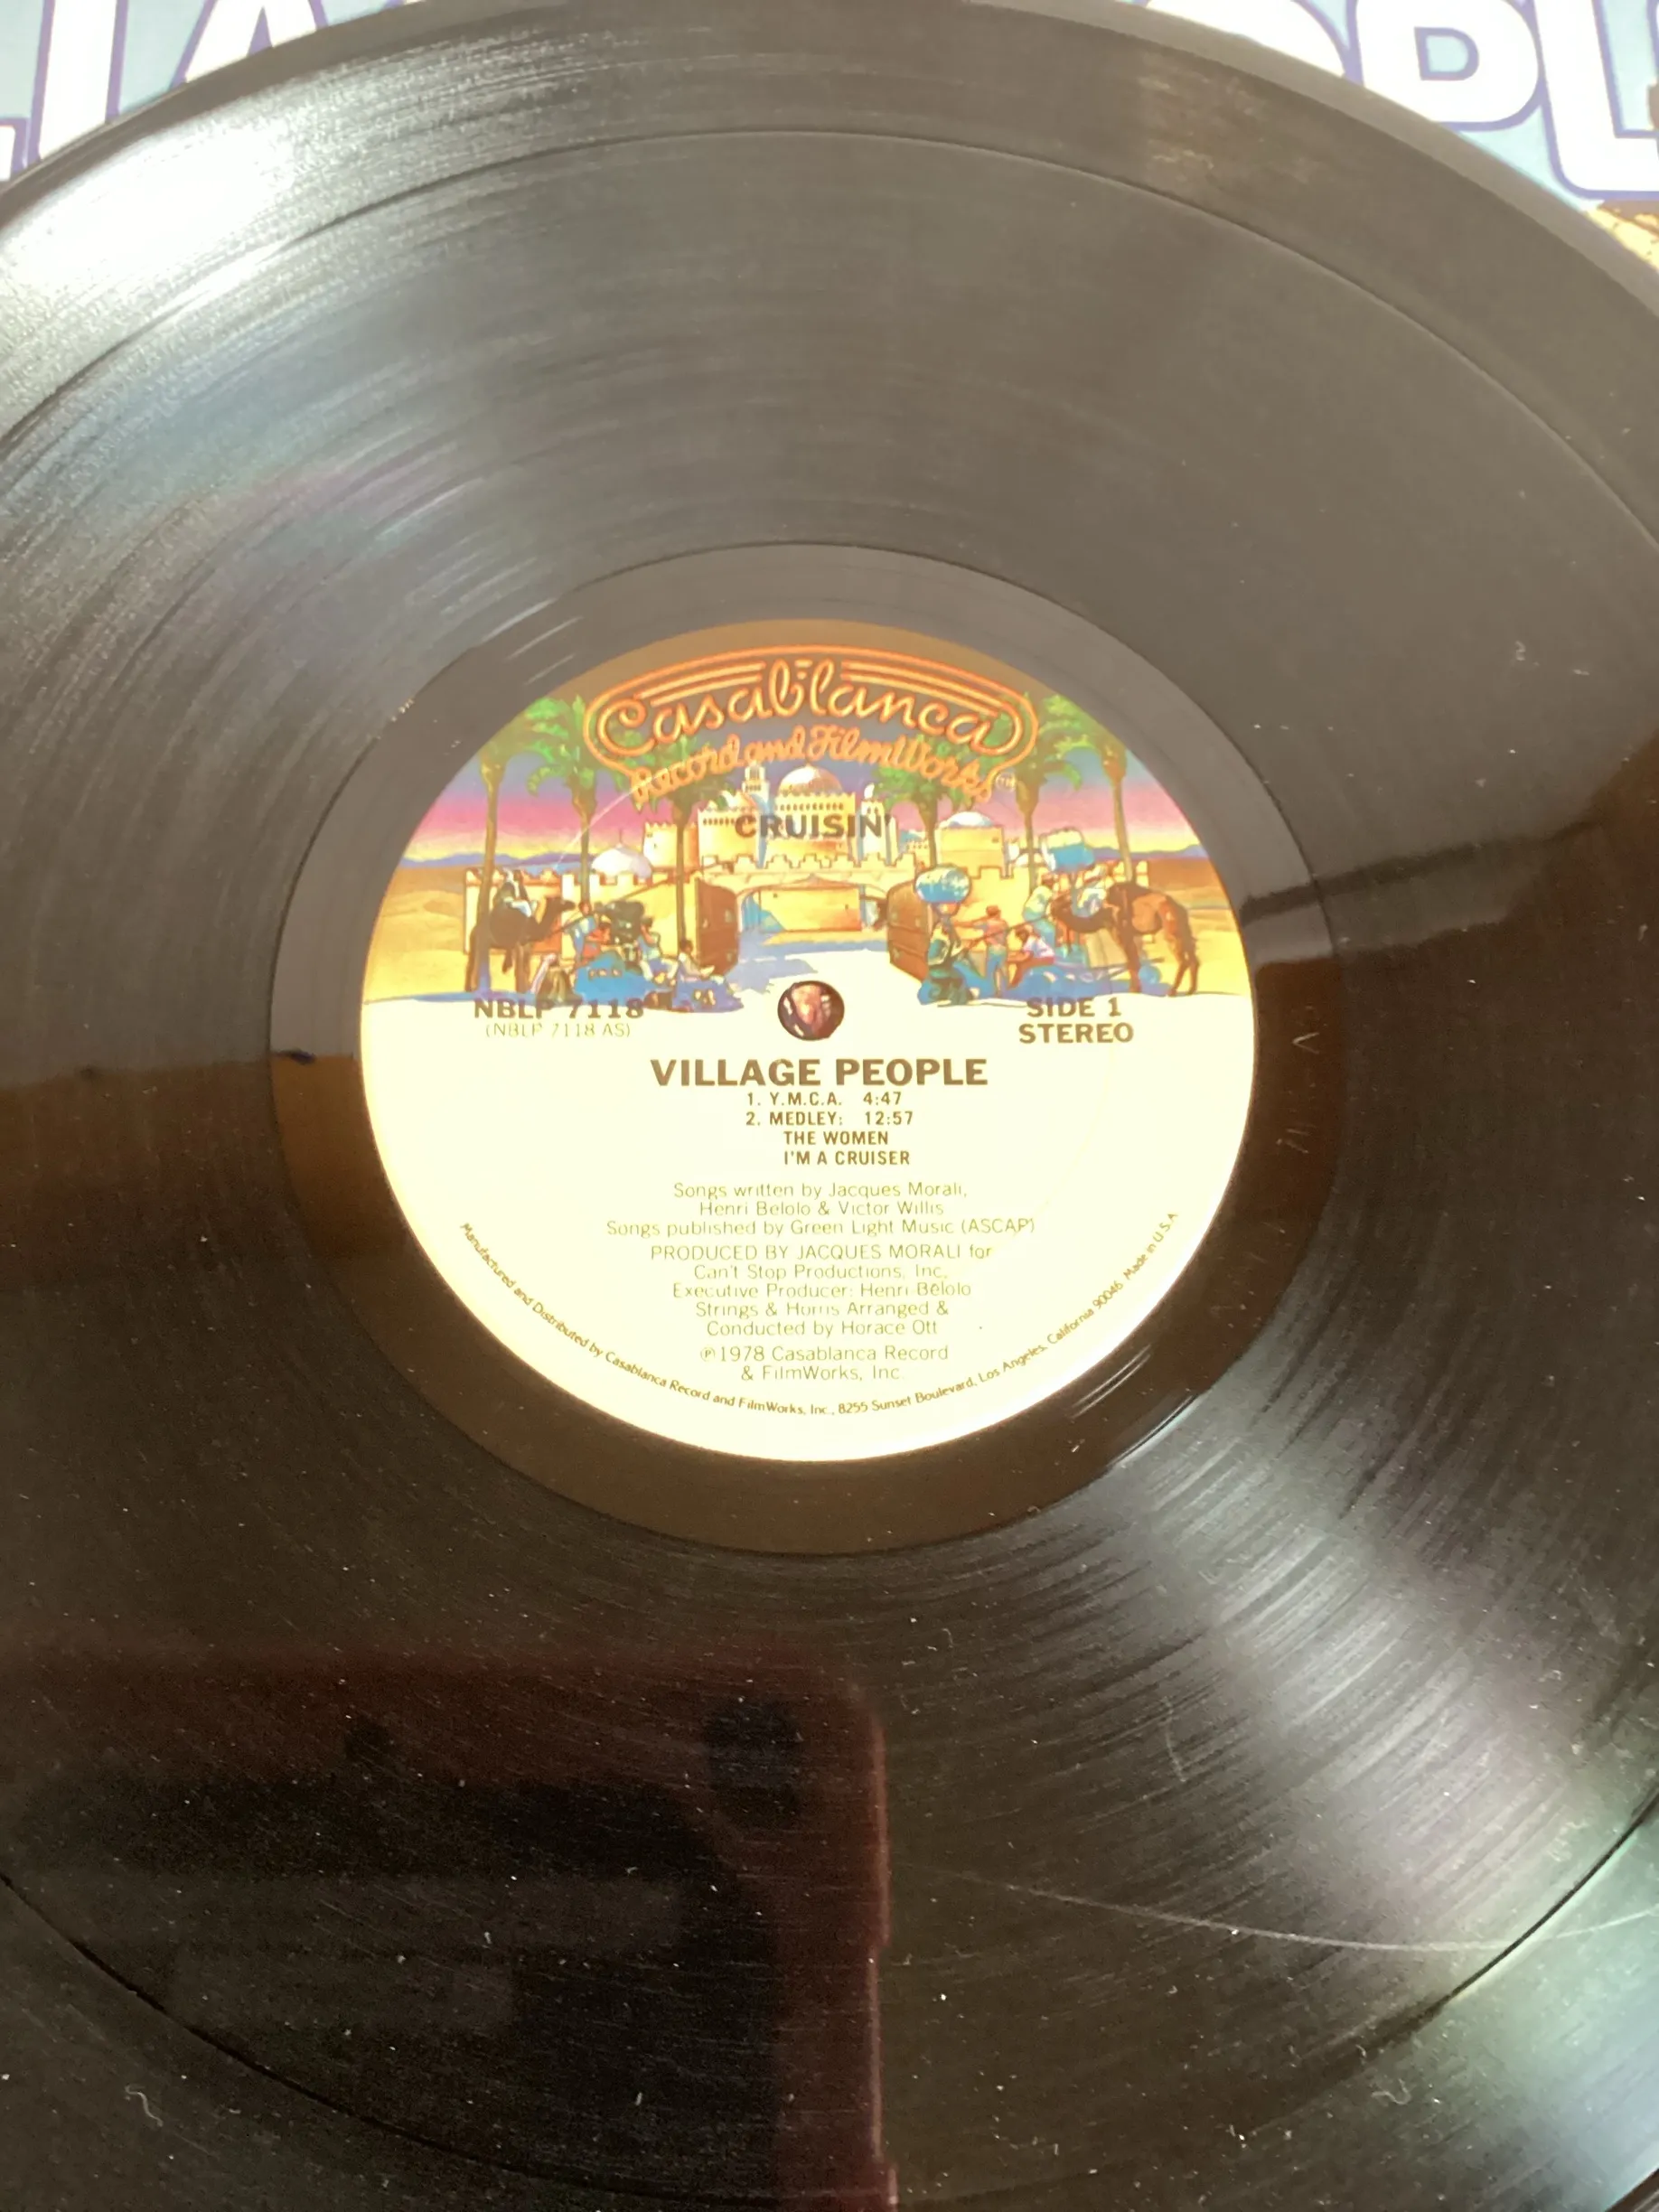 Casablanca
Record and FilmWorks TM
CRUISIN'
NBLP 7118
(NBLP 7118 AS)
SIDE 1
STEREO
VILLAGE PEOPLE
1. Y.M.C.A. 4:47
2. MEDLEY: 12:57
THE WOMEN
I'M A CRUISER
Songs written by Jacques Morali,
Henri Belolo & Victor Willis
Songs published by Green Light Music (ASCAP)
PRODUCED BY JACQUES MORALI for
Can't Stop Productions, Inc.
Executive Producer: Henri Belolo
Strings & Horns Arranged &
Conducted by Horace Ott
℗1978 Casablanca Record
& FilmWorks, Inc.
Manufactured and Distributed by Casablanca Record and FilmWorks, Inc., 8255 Sunset Boulevard, Los Angeles, California 90046 Made in U.S.A.